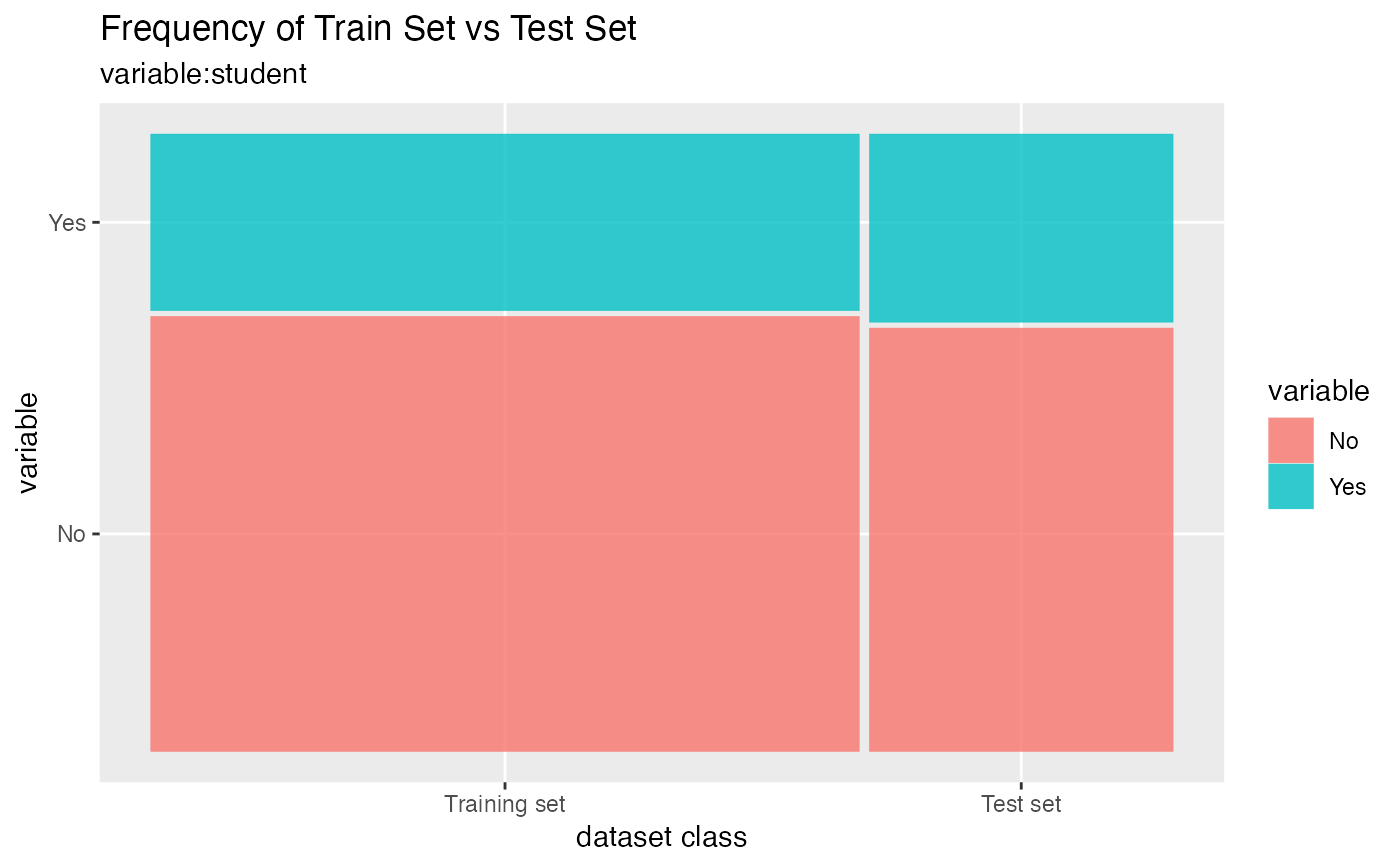 Frequency of Train Set vs Test Set
variable:student
variable
Yes
No
Training set
Test set
dataset class
variable
No
Yes